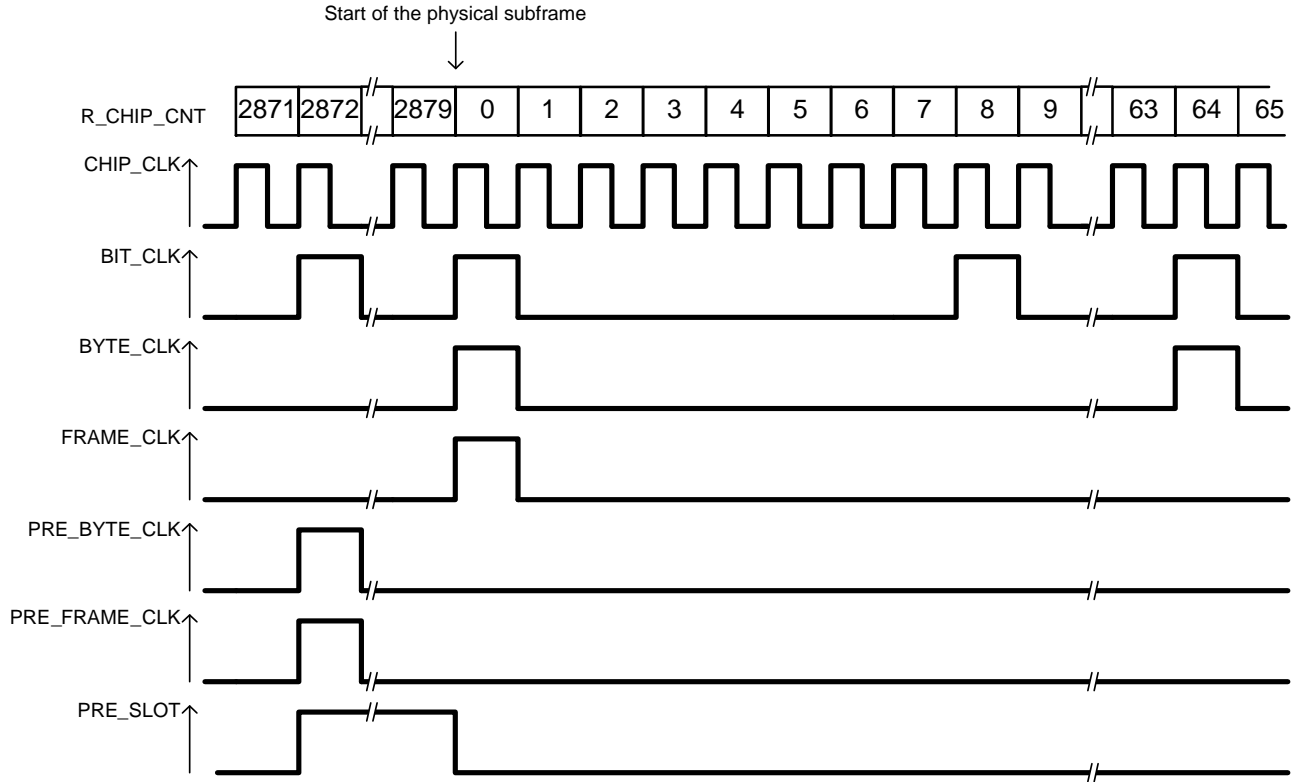 Start of the physical subframe
R_CHIP_CNT 2871 2872 2879 0 1 2 3 4 5 6 7 8 9 63 64 65
CHIP_CLK
BIT_CLK
BYTE_CLK
FRAME_CLK
PRE_BYTE_CLK
PRE_FRAME_CLK
PRE_SLOT